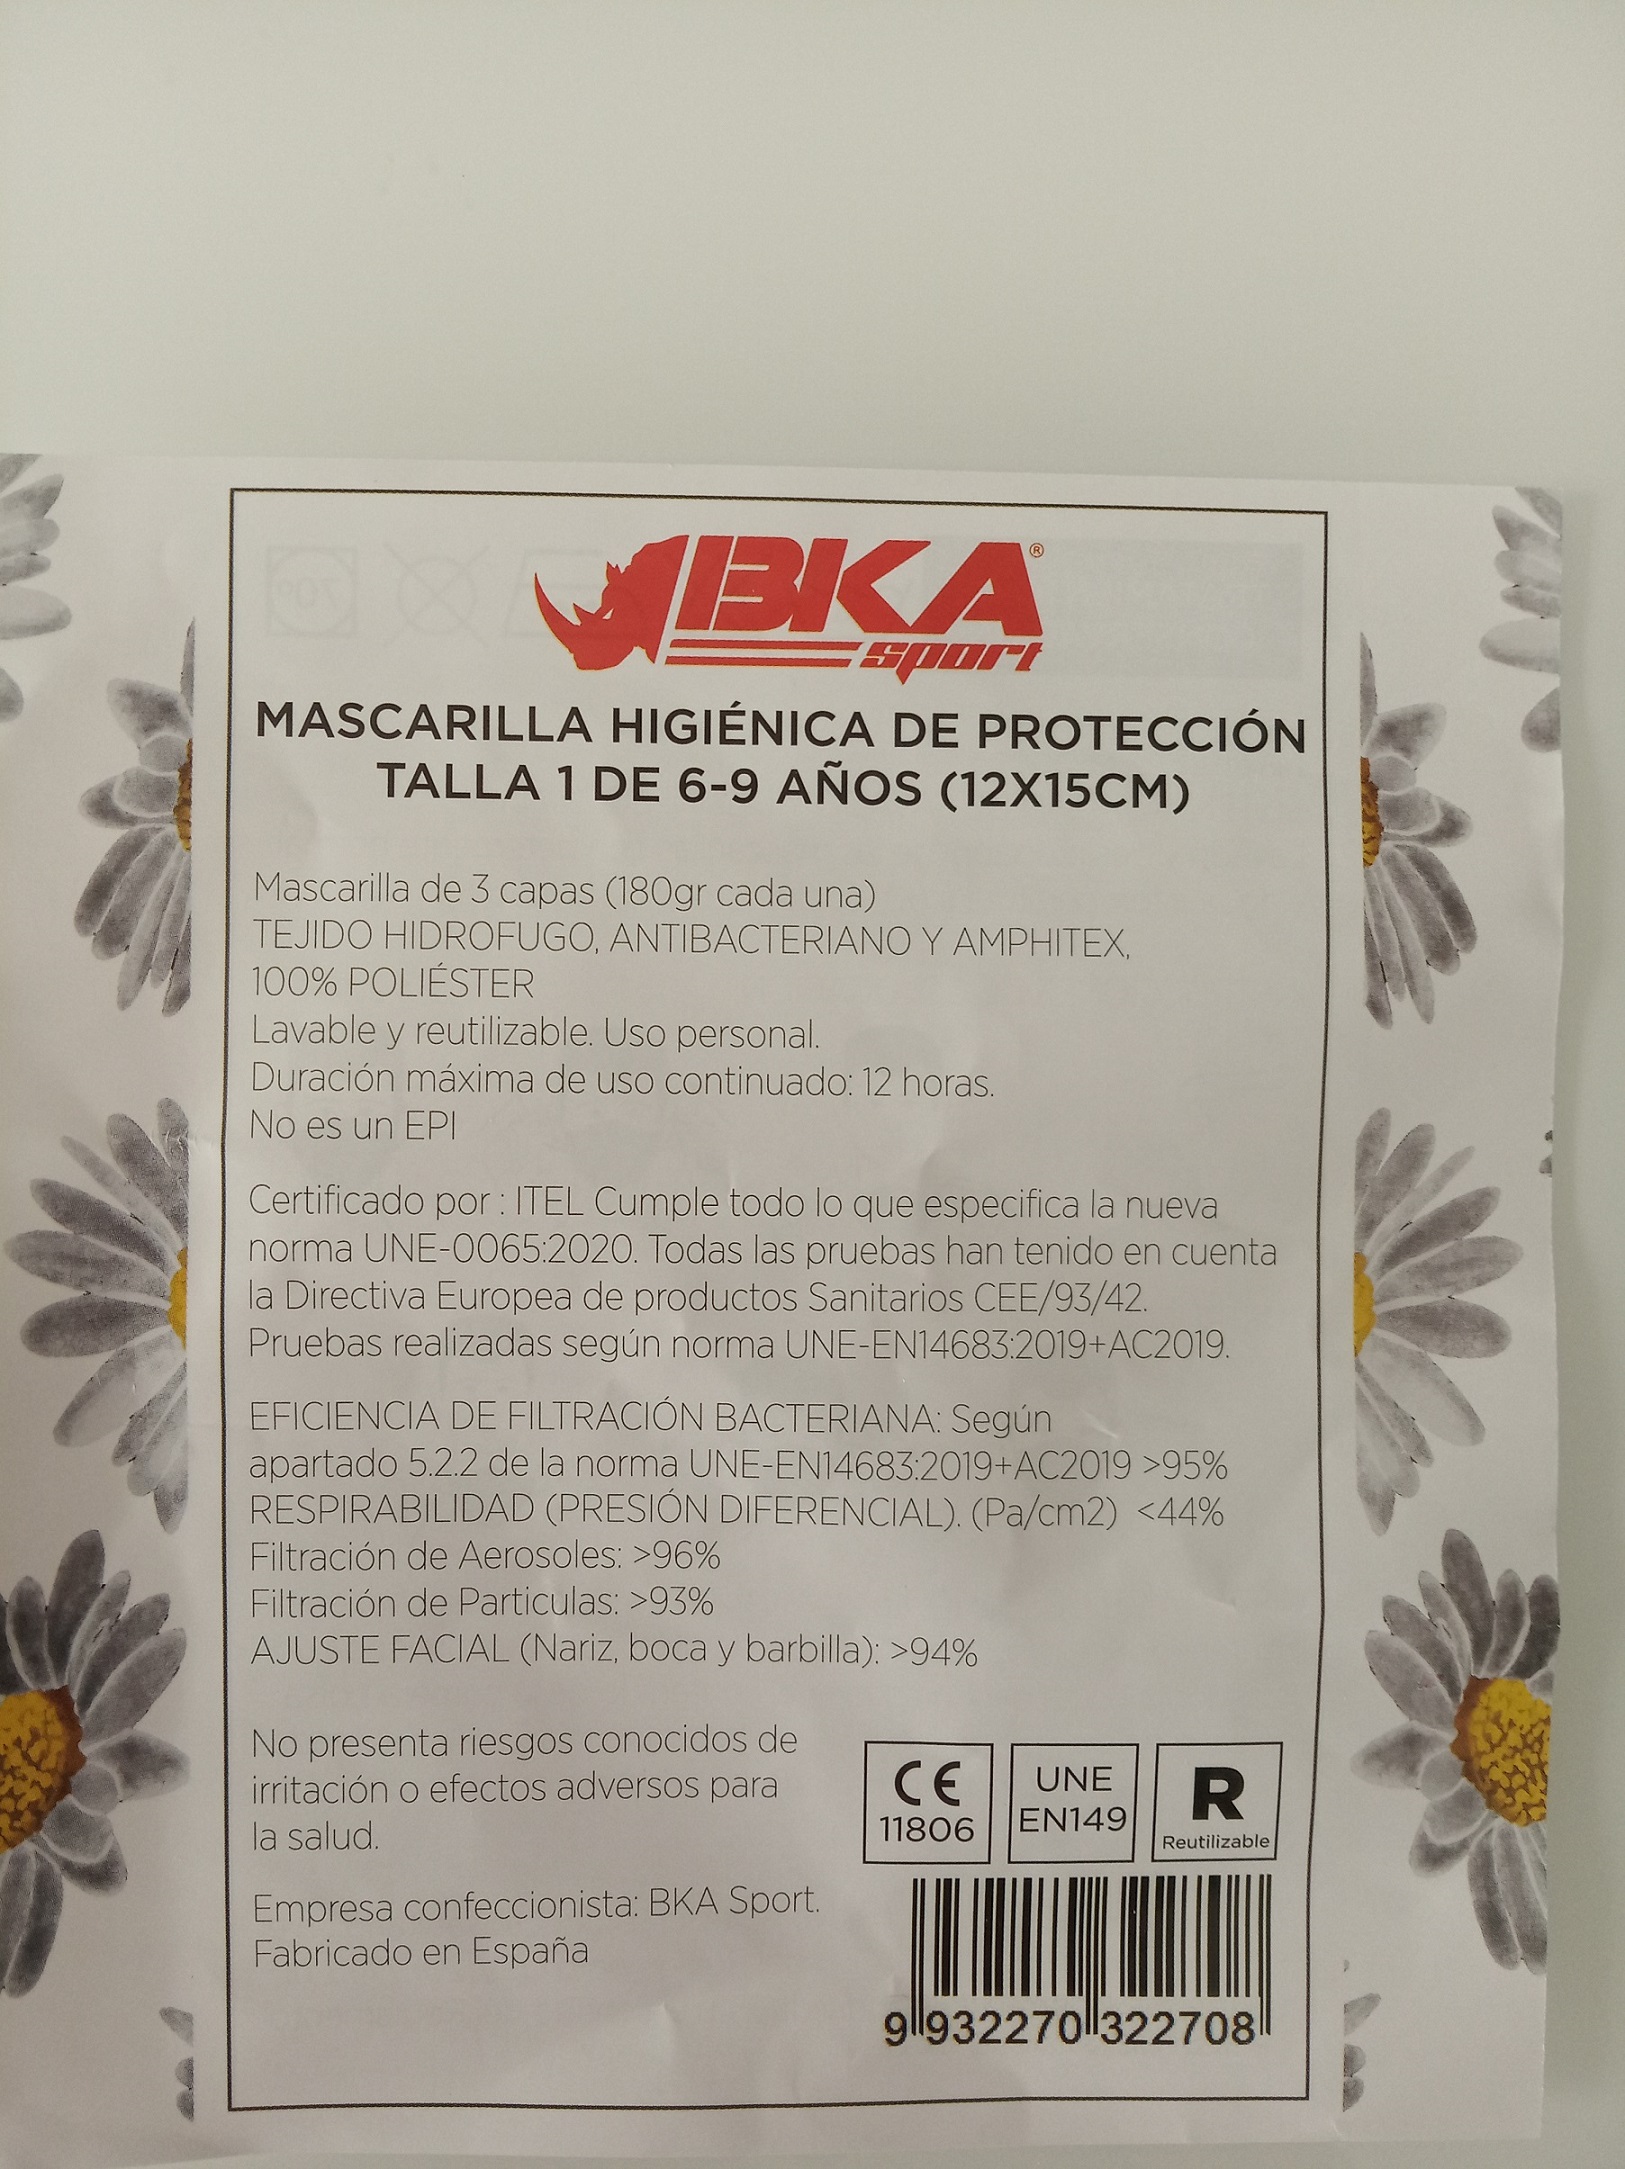 BKA®
sport
MASCARILLA HIGIÉNICA DE PROTECCIÓN
TALLA 1 DE 6-9 AÑOS (12X15CM)
Mascarilla de 3 capas (180gr cada una)
TEJIDO HIDROFUGO, ANTIBACTERIANO Y AMPHITEX,
100% POLIÉSTER
Lavable y reutilizable. Uso personal.
Duración máxima de uso continuado: 12 horas.
No es un EPI
Certificado por : ITEL Cumple todo lo que especifica la nueva
norma UNE-0065:2020. Todas las pruebas han tenido en cuenta
la Directiva Europea de productos Sanitarios CEE/93/42.
Pruebas realizadas según norma UNE-EN14683:2019+AC2019.
EFICIENCIA DE FILTRACIÓN BACTERIANA: Según
apartado 5.2.2 de la norma UNE-EN14683:2019+AC2019 >95%
RESPIRABILIDAD (PRESIÓN DIFERENCIAL). (Pa/cm2) <44%
Filtración de Aerosoles: >96%
Filtración de Particulas: >93%
AJUSTE FACIAL (Nariz, boca y barbilla): >94%
No presenta riesgos conocidos de
irritación o efectos adversos para
la salud.
CE
11806
UNE
EN149
R
Reutilizable
Empresa confeccionista: BKA Sport.
Fabricado en España
9 932270 322708